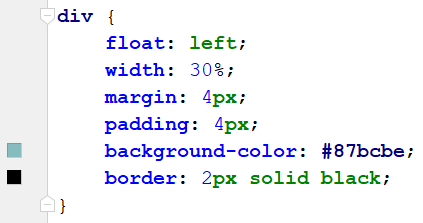 div {
    float: left;
    width: 30%;
    margin: 4px;
    padding: 4px;
    background-color: #87bcbe;
    border: 2px solid black;
}